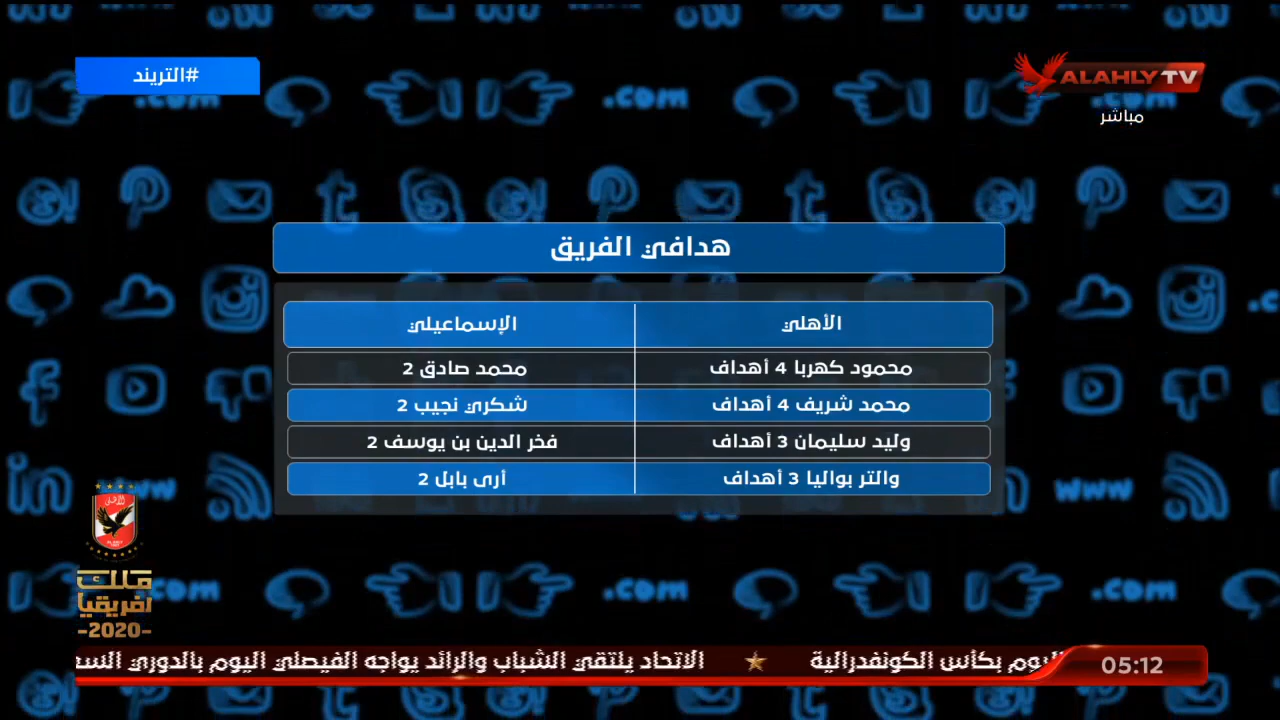 #التريند
ALAHLY TV
مباشر
هدافي الفريق
الأهلي الإسماعيلي
محمود كهربا 4 أهداف محمد صادق 2
محمد شريف 4 أهداف شكري نجيب 2
وليد سليمان 3 أهداف فخر الدين بن يوسف 2
والتر بواليا 3 أهداف أرى بابل 2
ملك
افريقيا
-2020-
اليوم بكأس الكونفدرالية الاتحاد يلتقي الشباب والرائد يواجه الفيصلي اليوم بالدوري السع
05:12